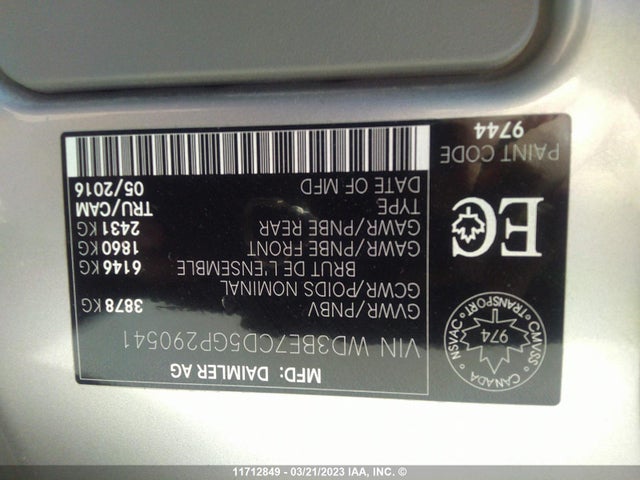 MFD: DAIMLER AG
VIN WD3BE7CD5GP290541
GVWR/PNBV 3878 KG
GCWR/POIDS NOMINAL
BRUT DE L'ENSEMBLE 6146 KG
GAWR/PNBE FRONT 1860 KG
GAWR/PNBE REAR 2431 KG
TYPE TRU/CAM
DATE OF MFD 05/2016
CANADA
NSVAC
974
CMVSS
TRANSPORT
EC
PAINT CODE
9744
11712849 - 03/21/2023 IAA, INC. ©